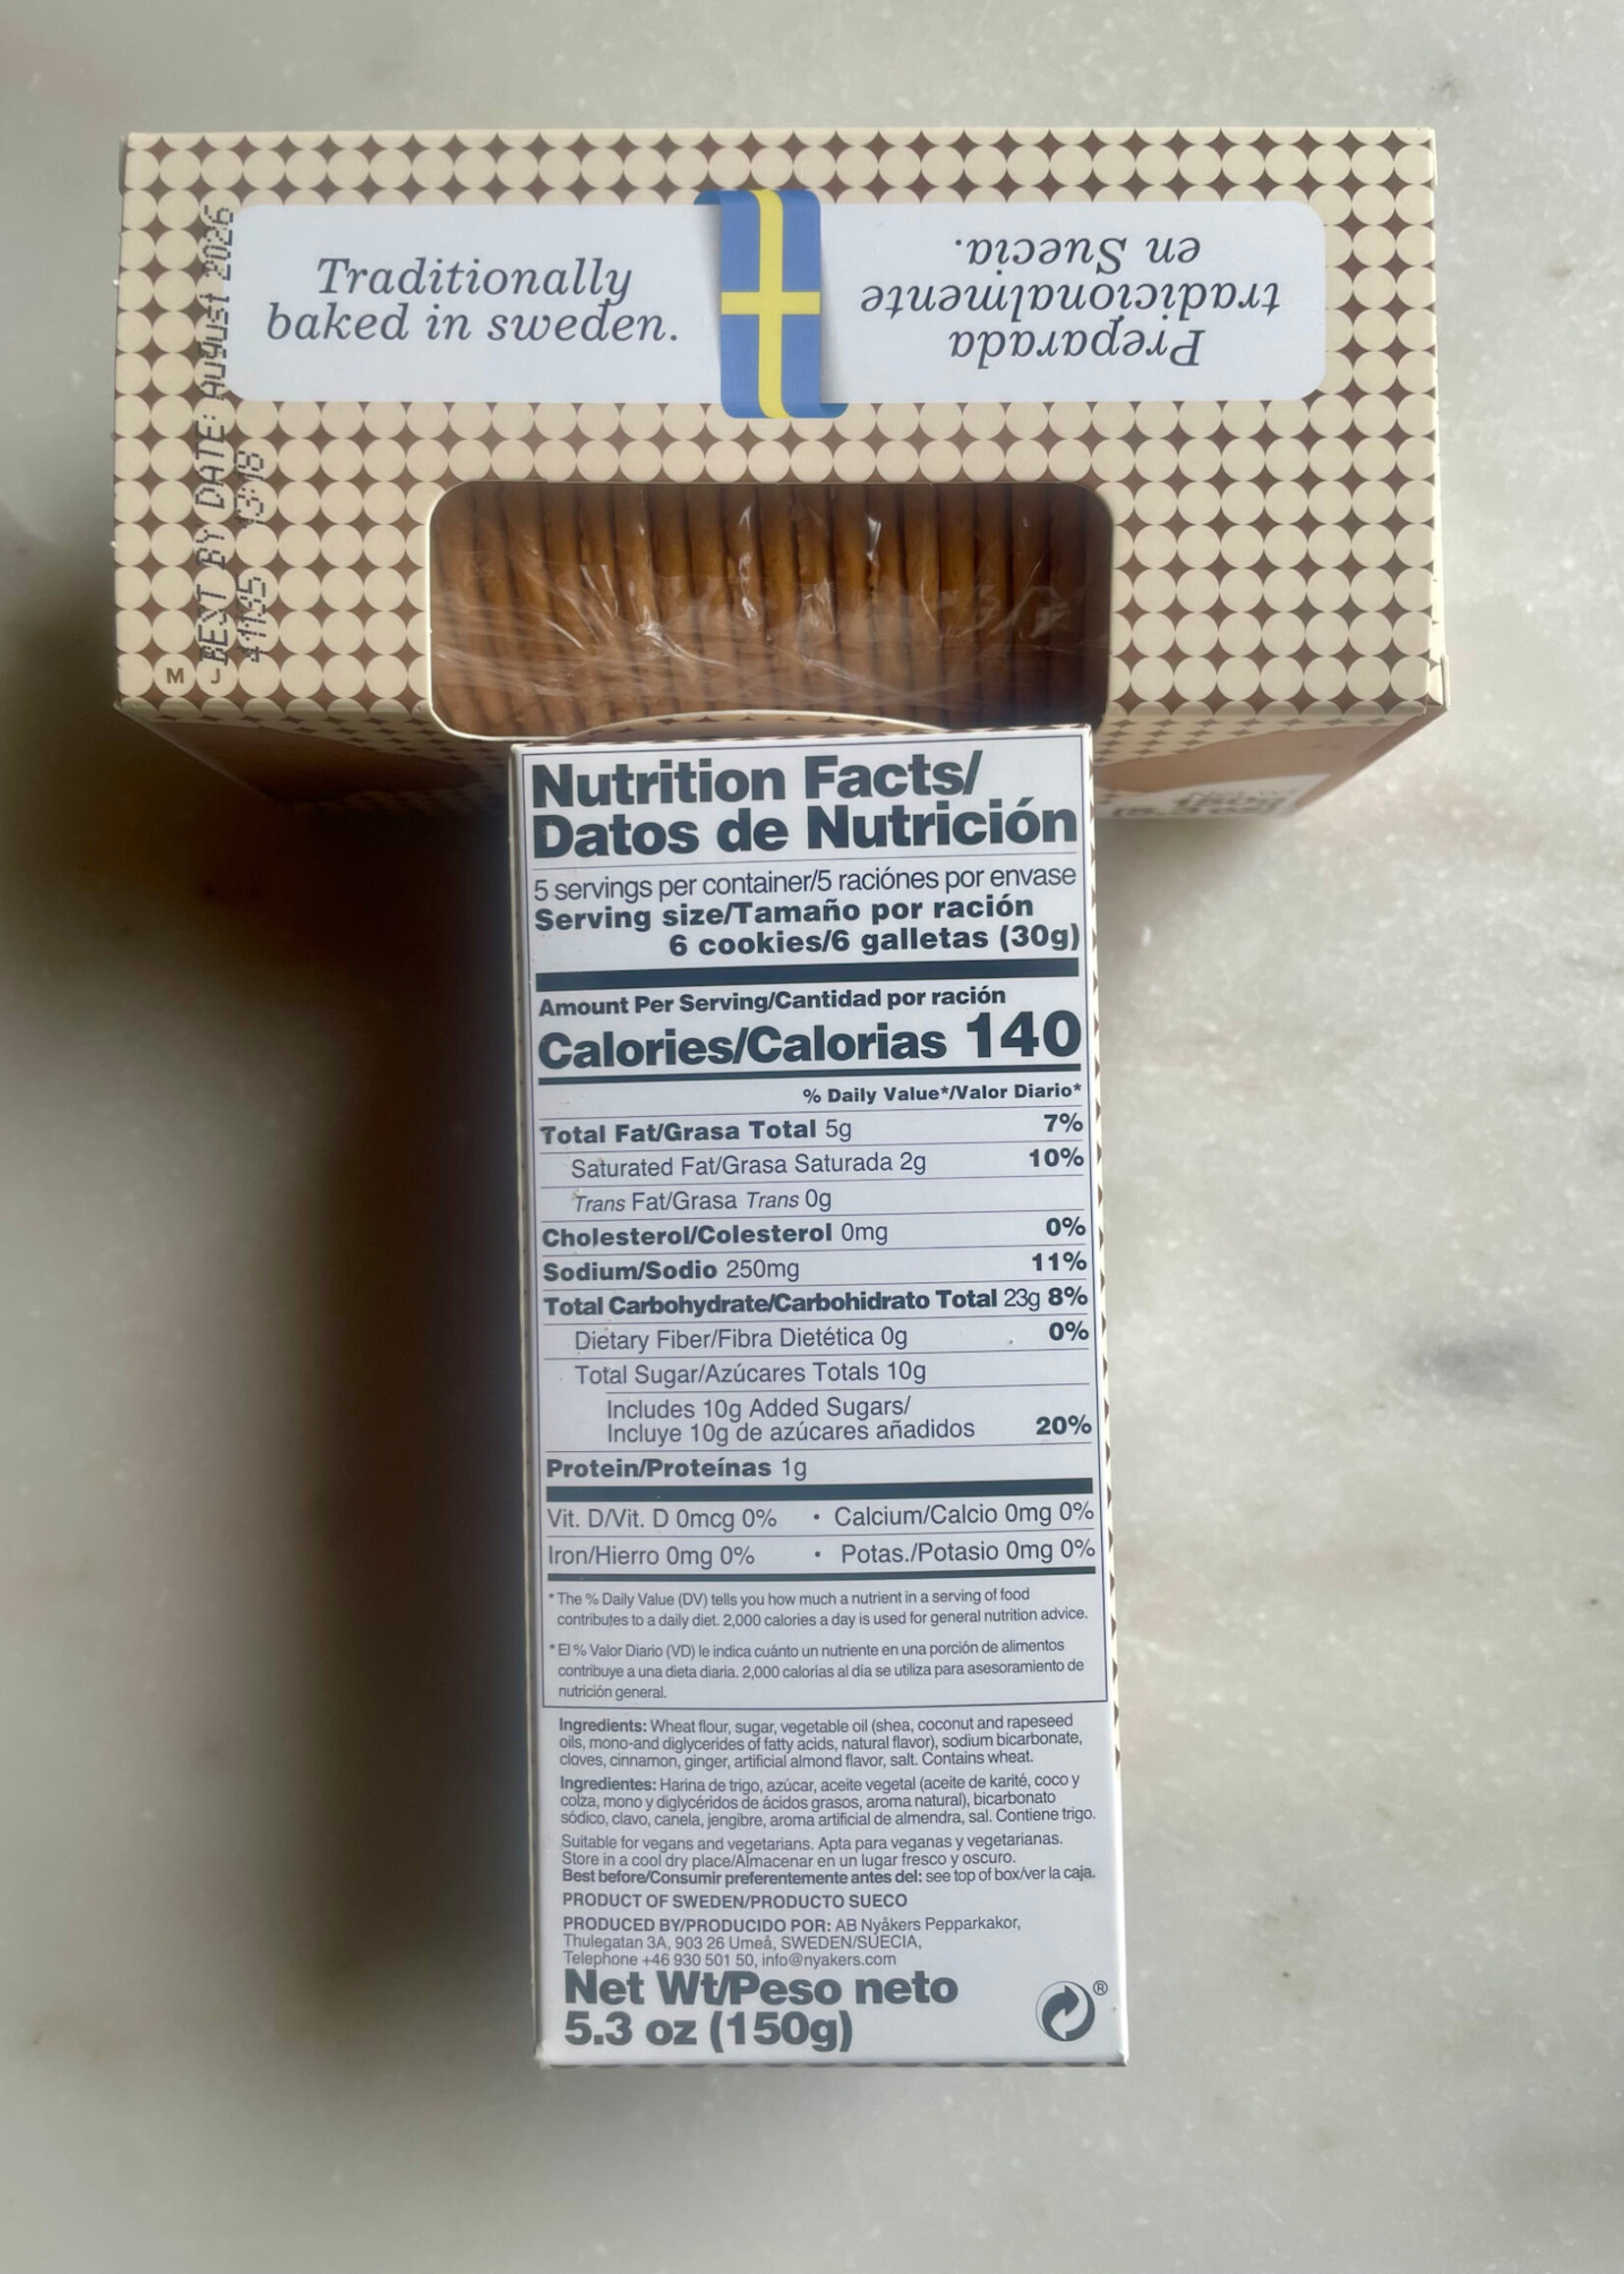 Traditionally
baked in sweden.
Preparada
tradicionalmente
en Suecia.
BEST BY DATE: August 2026
13:18
M J
Nutrition Facts/
Datos de Nutrición
5 servings per container/5 raciónes por envase
Serving size/Tamaño por ración
6 cookies/6 galletas (30g)
Amount Per Serving/Cantidad por ración
Calories/Calorias 140
% Daily Value*/Valor Diario*
Total Fat/Grasa Total 5g 7%
Saturated Fat/Grasa Saturada 2g 10%
Trans Fat/Grasa Trans 0g
Cholesterol/Colesterol 0mg 0%
Sodium/Sodio 250mg 11%
Total Carbohydrate/Carbohidrato Total 23g 8%
Dietary Fiber/Fibra Dietética 0g 0%
Total Sugar/Azúcares Totals 10g
Includes 10g Added Sugars/
Incluye 10g de azúcares añadidos 20%
Protein/Proteínas 1g
Vit. D/Vit. D 0mcg 0% • Calcium/Calcio 0mg 0%
Iron/Hierro 0mg 0% • Potas./Potasio 0mg 0%
* The % Daily Value (DV) tells you how much a nutrient in a serving of food
contributes to a daily diet. 2,000 calories a day is used for general nutrition advice.
* El % Valor Diario (VD) le indica cuánto un nutriente en una porción de alimentos
contribuye a una dieta diaria. 2,000 calorías al día se utiliza para asesoramiento de
nutrición general.
Ingredients: Wheat flour, sugar, vegetable oil (shea, coconut and rapeseed
oils, mono-and diglycerides of fatty acids, natural flavor), sodium bicarbonate,
cloves, cinnamon, ginger, artificial almond flavor, salt. Contains wheat.
Ingredientes: Harina de trigo, azúcar, aceite vegetal (aceite de karité, coco y
colza, mono y diglycéridos de ácidos grasos, aroma natural), bicarbonato
sódico, clavo, canela, jengibre, aroma artificial de almendra, sal. Contiene trigo.
Suitable for vegans and vegetarians. Apta para veganas y vegetarianas.
Store in a cool dry place/Almacenar en un lugar fresco y oscuro.
Best before/Consumir preferentemente antes del: see top of box/ver la caja.
PRODUCT OF SWEDEN/PRODUCTO SUECO
PRODUCED BY/PRODUCIDO POR: AB Nyåkers Pepparkakor,
Thulegatan 3A, 903 26 Umeå, SWEDEN/SUECIA,
Telephone +46 930 501 50, info@nyakers.com
Net Wt/Peso neto
5.3 oz (150g)
®